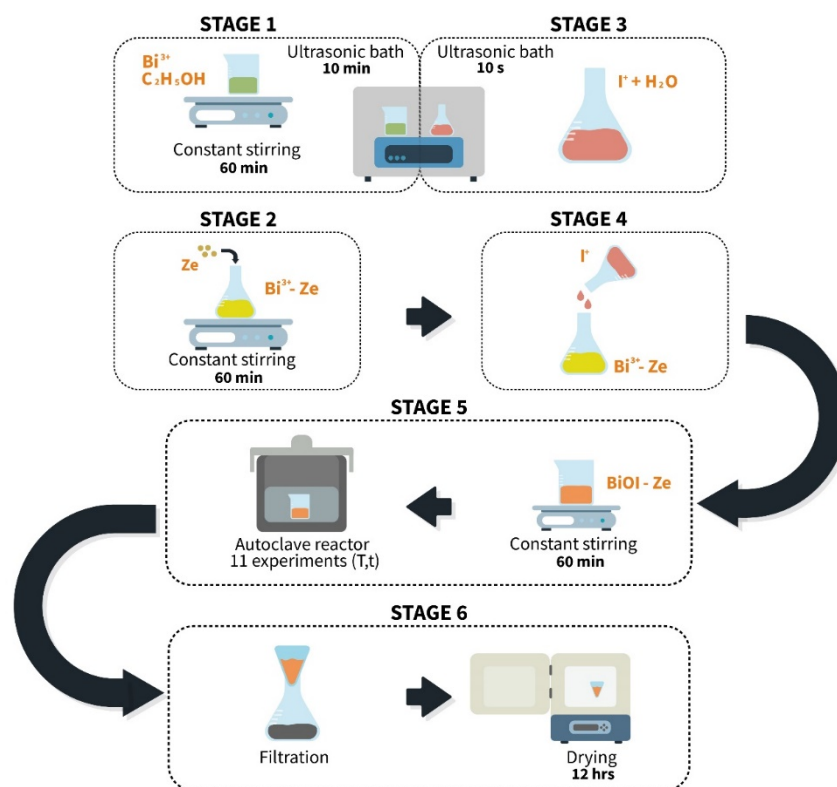 STAGE 1
Bi³⁺
C₂H₅OH
Constant stirring
60 min
Ultrasonic bath
10 min
STAGE 3
Ultrasonic bath
10 s
I⁺ + H₂O
STAGE 2
Ze
Bi³⁺- Ze
Constant stirring
60 min
STAGE 4
I⁺
Bi³⁺- Ze
STAGE 5
Autoclave reactor
11 experiments (T,t)
BiOI - Ze
Constant stirring
60 min
STAGE 6
Filtration
Drying
12 hrs